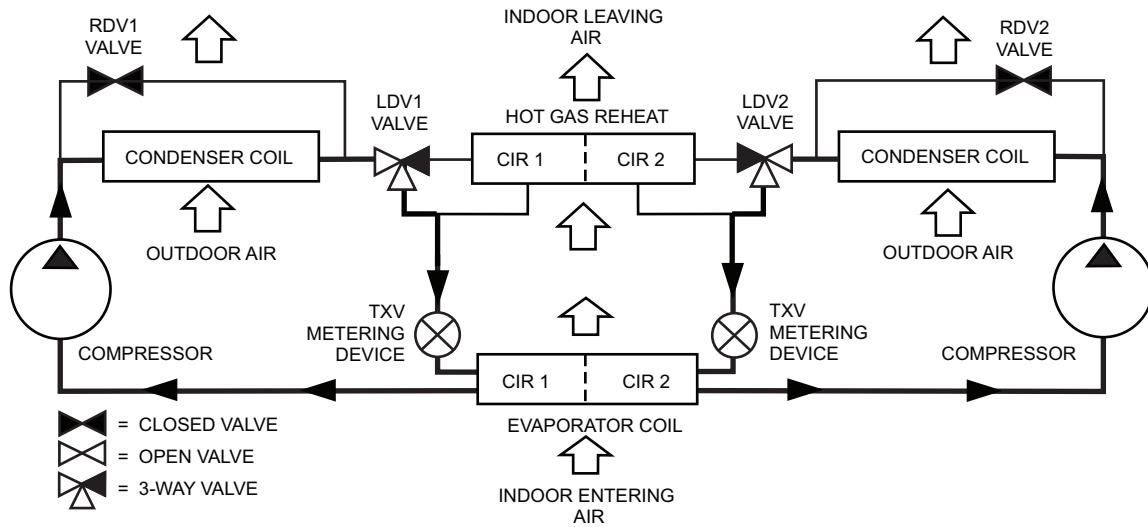 RDV1
VALVE
INDOOR LEAVING
AIR
RDV2
VALVE
LDV1
VALVE
HOT GAS REHEAT
LDV2
VALVE
CONDENSER COIL
CIR 1
CIR 2
CONDENSER COIL
OUTDOOR AIR
OUTDOOR AIR
TXV
METERING
DEVICE
TXV
METERING
DEVICE
COMPRESSOR
COMPRESSOR
CIR 1
CIR 2
EVAPORATOR COIL
= CLOSED VALVE
= OPEN VALVE
= 3-WAY VALVE
INDOOR ENTERING
AIR